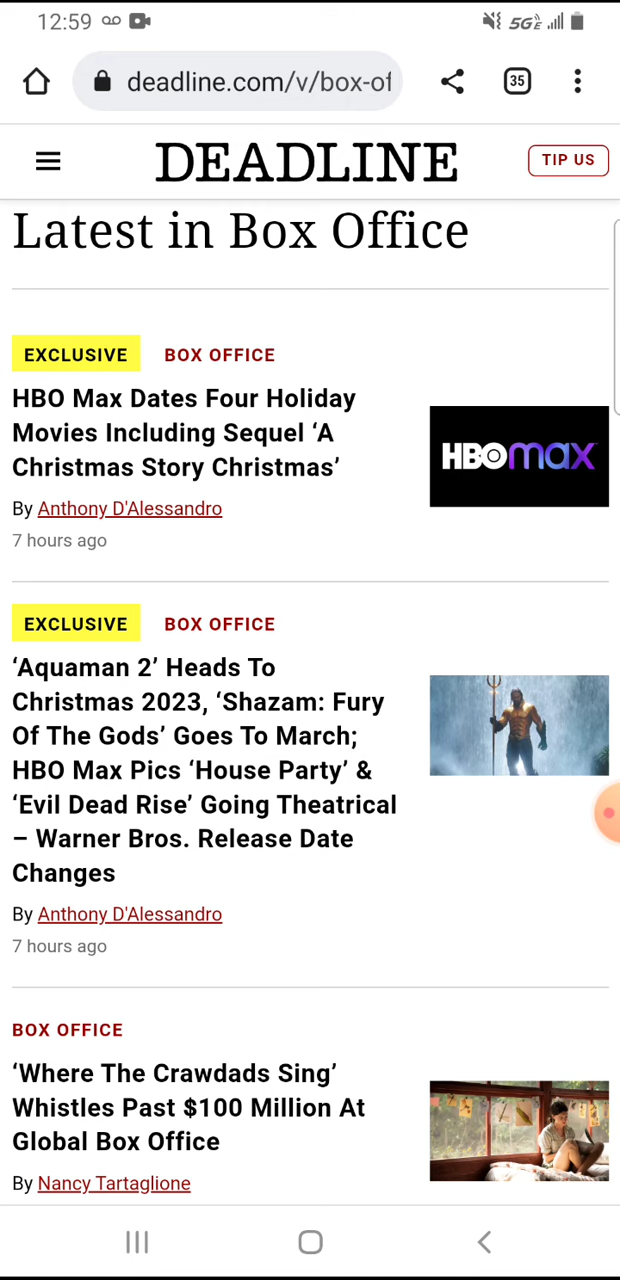 12:59
5GE
deadline.com/v/box-of
35
DEADLINE
TIP US
Latest in Box Office
EXCLUSIVE BOX OFFICE
HBO Max Dates Four Holiday
Movies Including Sequel ‘A
Christmas Story Christmas’
HBOmax
By Anthony D'Alessandro
7 hours ago
EXCLUSIVE BOX OFFICE
‘Aquaman 2’ Heads To
Christmas 2023, ‘Shazam: Fury
Of The Gods’ Goes To March;
HBO Max Pics ‘House Party’ &
‘Evil Dead Rise’ Going Theatrical
– Warner Bros. Release Date
Changes
By Anthony D'Alessandro
7 hours ago
BOX OFFICE
‘Where The Crawdads Sing’
Whistles Past $100 Million At
Global Box Office
By Nancy Tartaglione